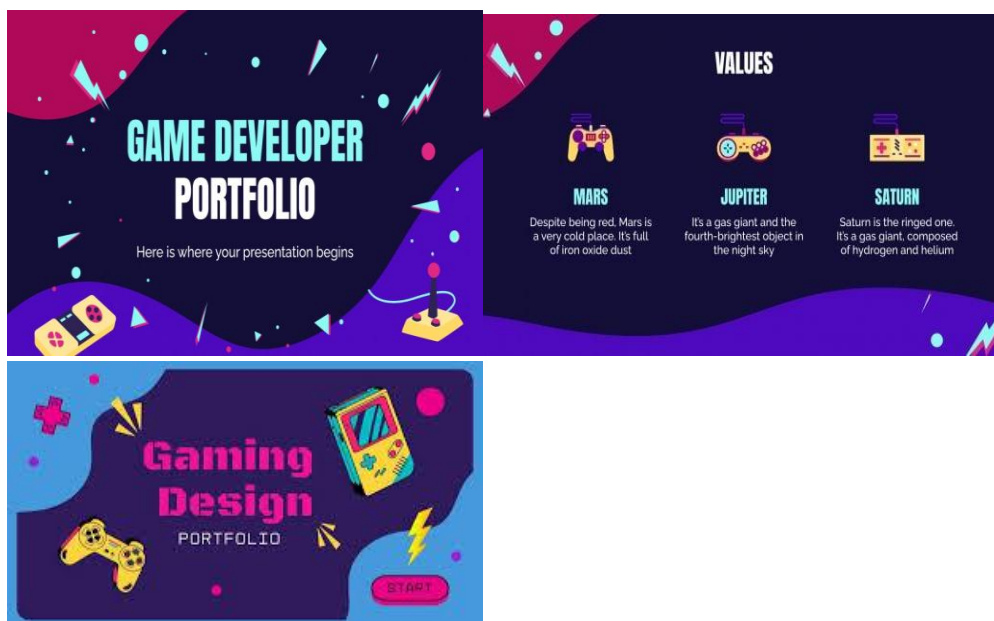 GAME DEVELOPER
PORTFOLIO
Here is where your presentation begins
VALUES
MARS
Despite being red, Mars is
a very cold place. It's full
of iron oxide dust
JUPITER
It's a gas giant and the
fourth-brightest object in
the night sky
SATURN
Saturn is the ringed one.
It's a gas giant, composed
of hydrogen and helium
Gaming
Design
PORTFOLIO
START